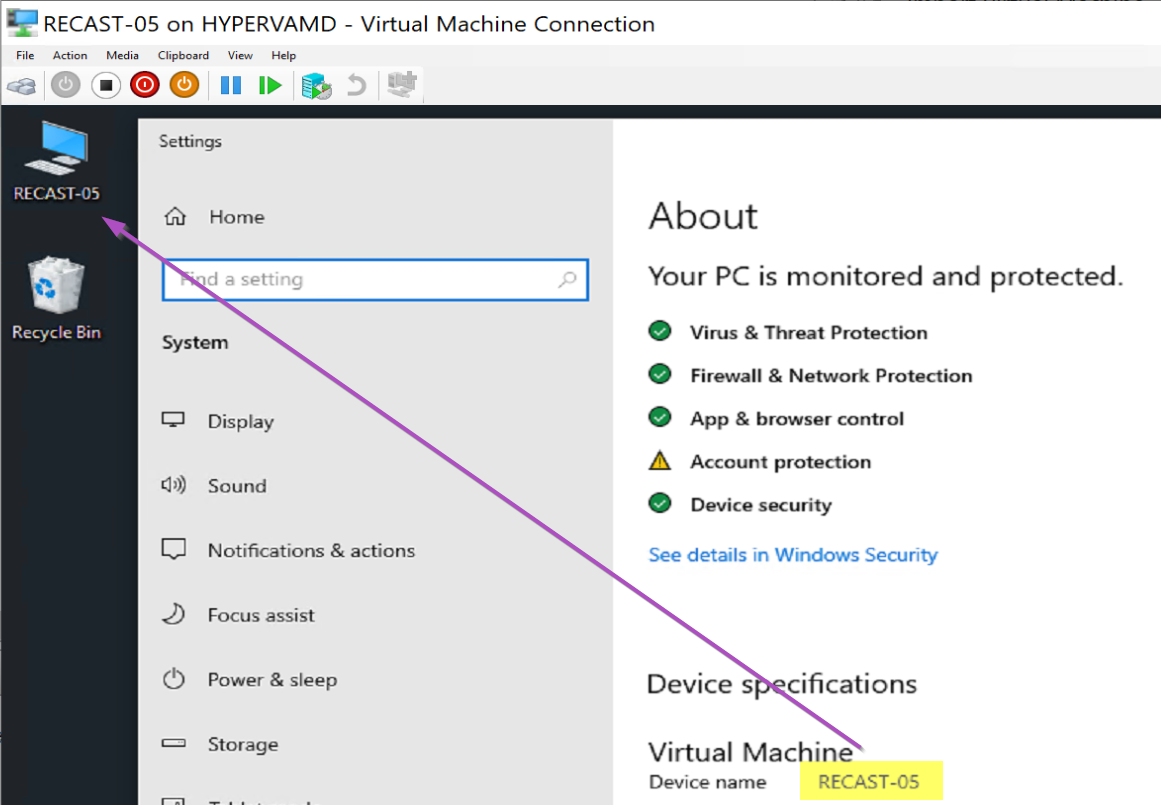 RECAST-05 on HYPERVAMD - Virtual Machine Connection
File Action Media Clipboard View Help
RECAST-05
Recycle Bin
Settings
Home
Find a setting
System
Display
Sound
Notifications & actions
Focus assist
Power & sleep
Storage
About
Your PC is monitored and protected.
Virus & Threat Protection
Firewall & Network Protection
App & browser control
Account protection
Device security
See details in Windows Security
Device specifications
Virtual Machine
Device name RECAST-05